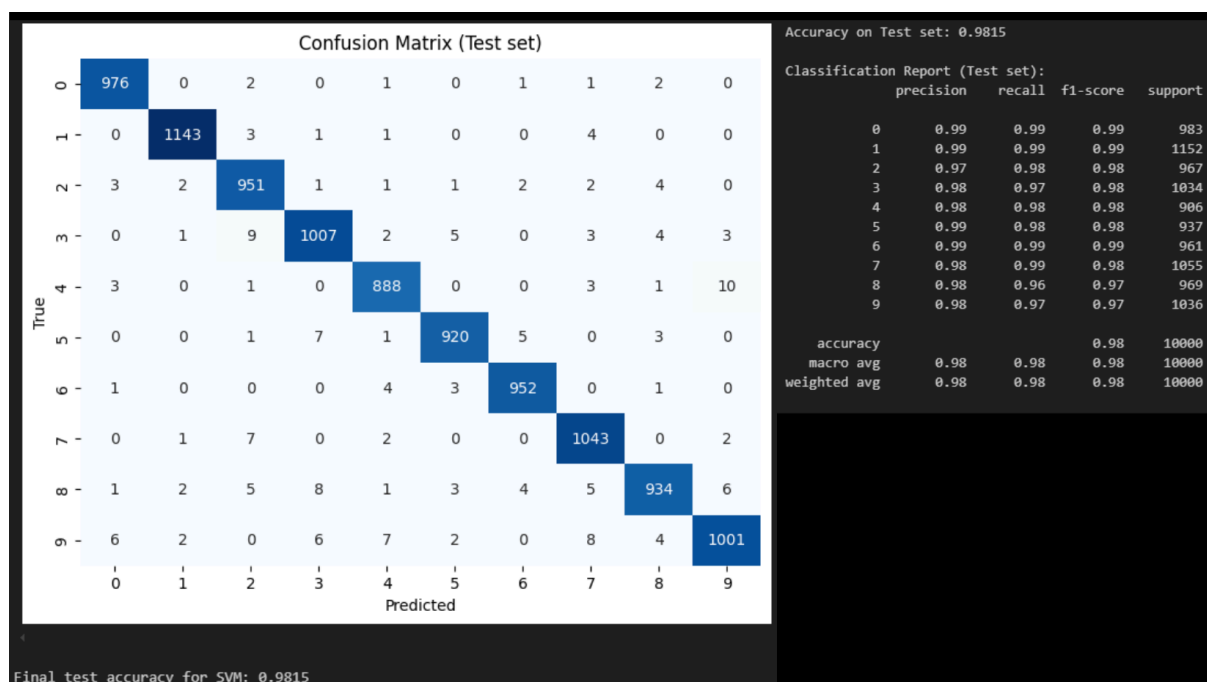 Confusion Matrix (Test set)
0 976 0 2 0 1 0 1 1 2 0
1 0 1143 3 1 1 0 0 4 0 0
2 3 2 951 1 1 1 2 2 4 0
3 0 1 9 1007 2 5 0 3 4 3
4 3 0 1 0 888 0 0 3 1 10
5 0 0 1 7 1 920 5 0 3 0
6 1 0 0 0 4 3 952 0 1 0
7 0 1 7 0 2 0 0 1043 0 2
8 1 2 5 8 1 3 4 5 934 6
9 6 2 0 6 7 2 0 8 4 1001
0 1 2 3 4 5 6 7 8 9
True
Predicted
Accuracy on Test set: 0.9815
Classification Report (Test set):
precision recall f1-score support
0 0.99 0.99 0.99 983
1 0.99 0.99 0.99 1152
2 0.97 0.98 0.98 967
3 0.98 0.97 0.98 1034
4 0.98 0.98 0.98 906
5 0.99 0.98 0.98 937
6 0.99 0.99 0.99 961
7 0.98 0.99 0.98 1055
8 0.98 0.96 0.97 969
9 0.98 0.97 0.97 1036
accuracy 0.98 10000
macro avg 0.98 0.98 0.98 10000
weighted avg 0.98 0.98 0.98 10000
Final test accuracy for SVM: 0.9815